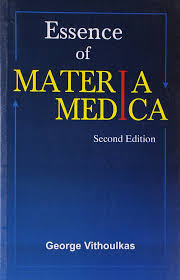 Essence
of
MATERIA
MEDICA
Second Edition
George Vithoulkas